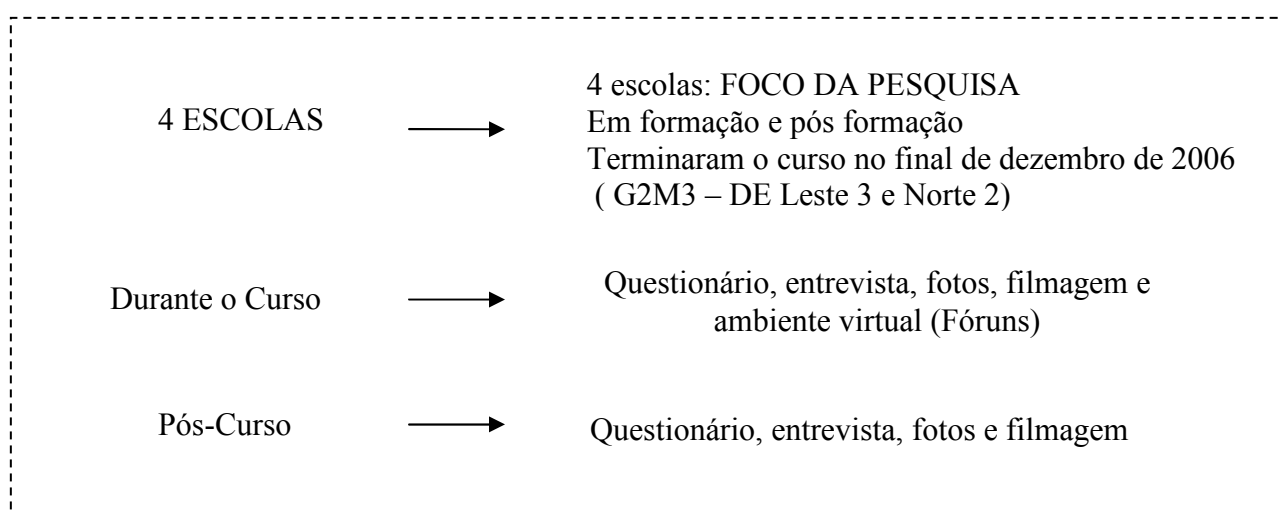 4 ESCOLAS
4 escolas: FOCO DA PESQUISA
Em formação e pós formação
Terminaram o curso no final de dezembro de 2006
( G2M3 – DE Leste 3 e Norte 2)
Durante o Curso
Questionário, entrevista, fotos, filmagem e
ambiente virtual (Fóruns)
Pós-Curso
Questionário, entrevista, fotos e filmagem